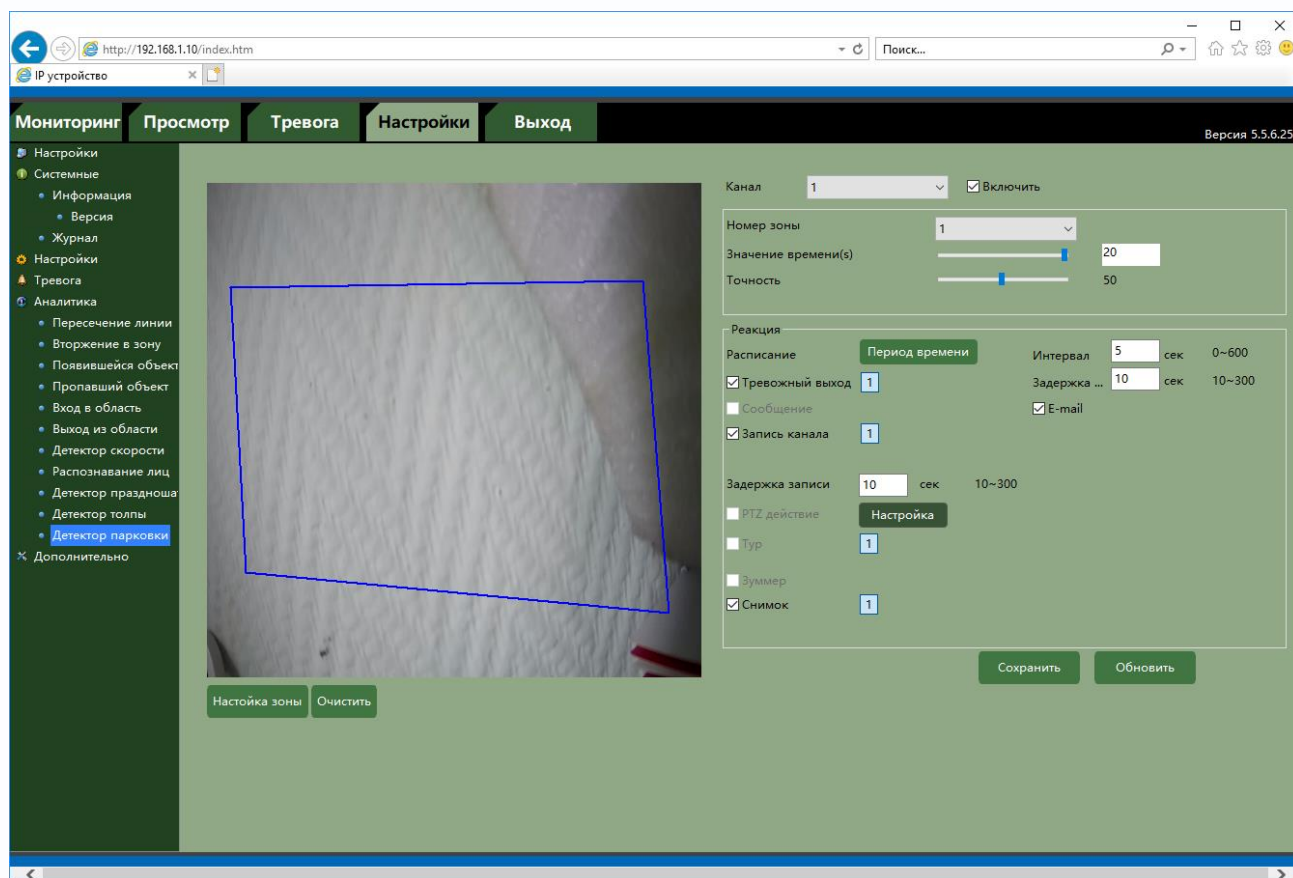 http://192.168.1.10/index.htm
Поиск...
IP устройство
Мониторинг Просмотр Тревога Настройки Выход
Версия 5.5.6.25
Настройки
Системные
Информация
Версия
Журнал
Настройки
Тревога
Аналитика
Пересечение линии
Вторжение в зону
Появившейся объект
Пропавший объект
Вход в область
Выход из области
Детектор скорости
Распознавание лиц
Детектор праздноша
Детектор толпы
Детектор парковки
Дополнительно
Настойка зоны Очистить
Канал 1 Включить
Номер зоны 1
Значение времени(s) 20
Точность 50
Реакция
Расписание Период времени Интервал 5 сек 0~600
Тревожный выход 1 Задержка ... 10 сек 10~300
Сообщение E-mail
Запись канала 1
Задержка записи 10 сек 10~300
PTZ действие Настройка
Тур 1
Зуммер
Снимок 1
Сохранить Обновить